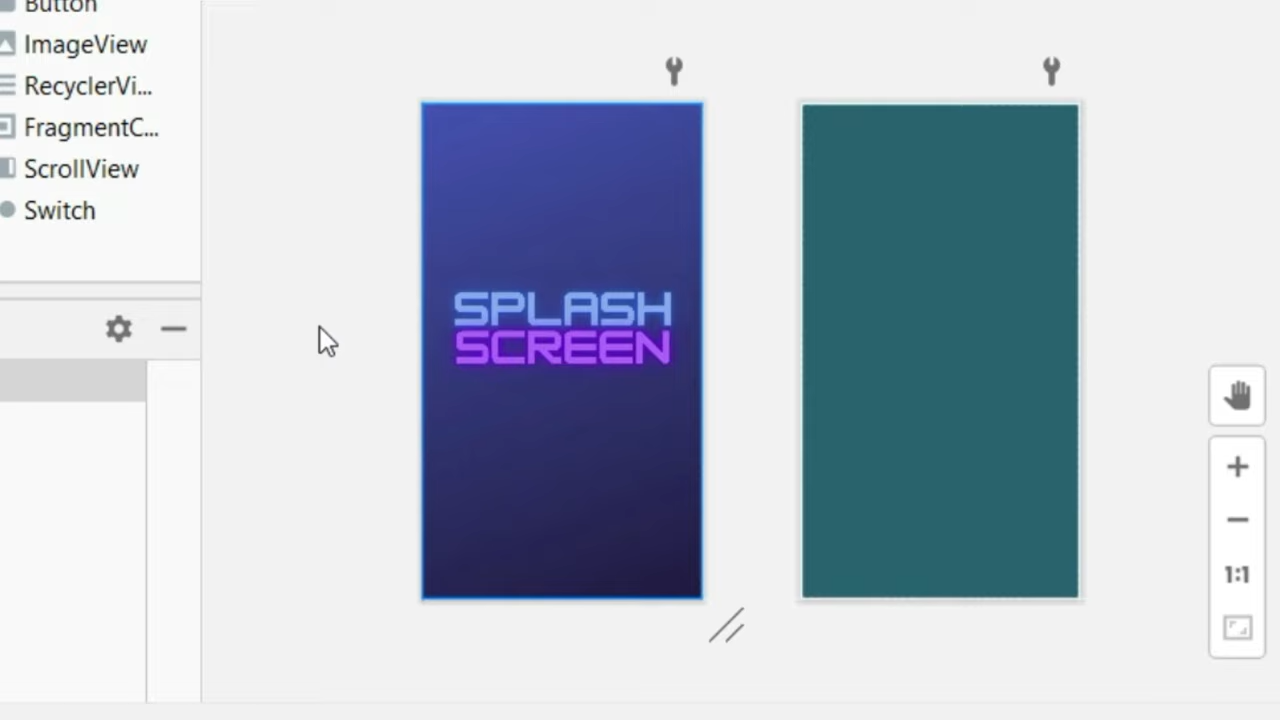 Button
ImageView
RecyclerVi...
FragmentC...
ScrollView
Switch
SPLASH
SCREEN
1:1